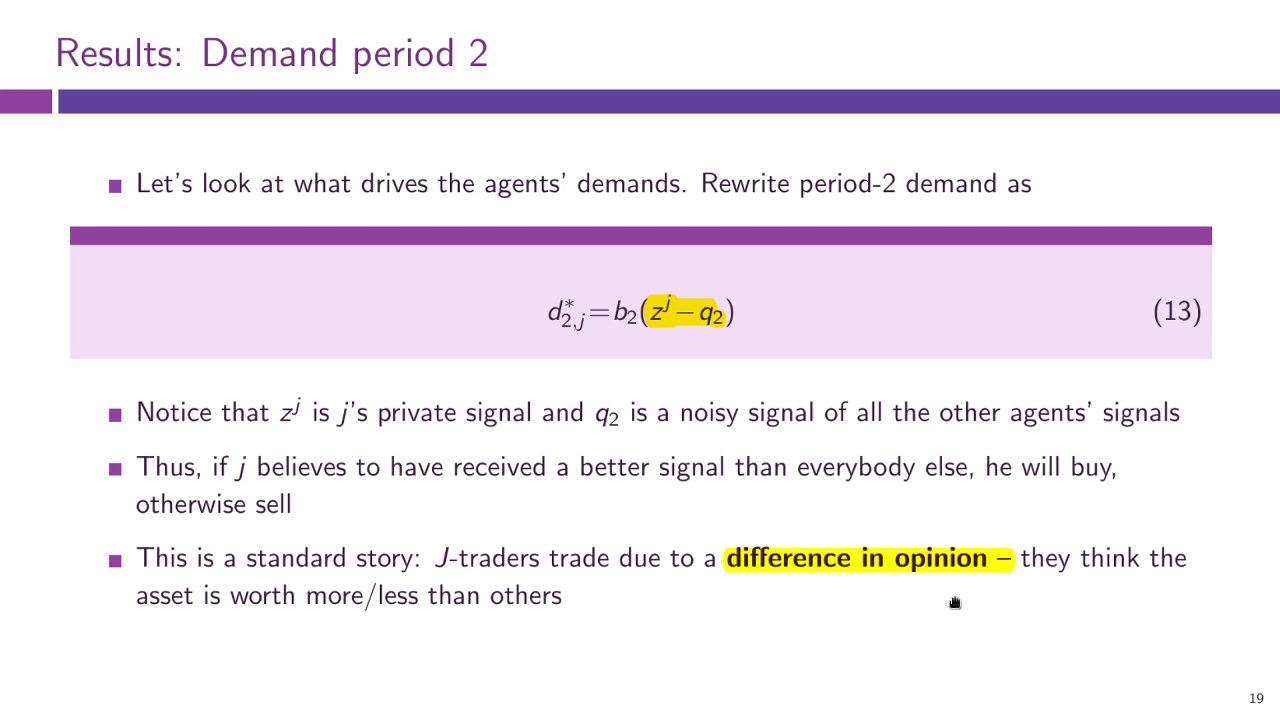 Results: Demand period 2
Let's look at what drives the agents' demands. Rewrite period-2 demand as
d*2,j = b2(z^j − q2) (13)
Notice that z^j is j's private signal and q2 is a noisy signal of all the other agents' signals
Thus, if j believes to have received a better signal than everybody else, he will buy,
otherwise sell
This is a standard story: J-traders trade due to a difference in opinion – they think the
asset is worth more/less than others
19